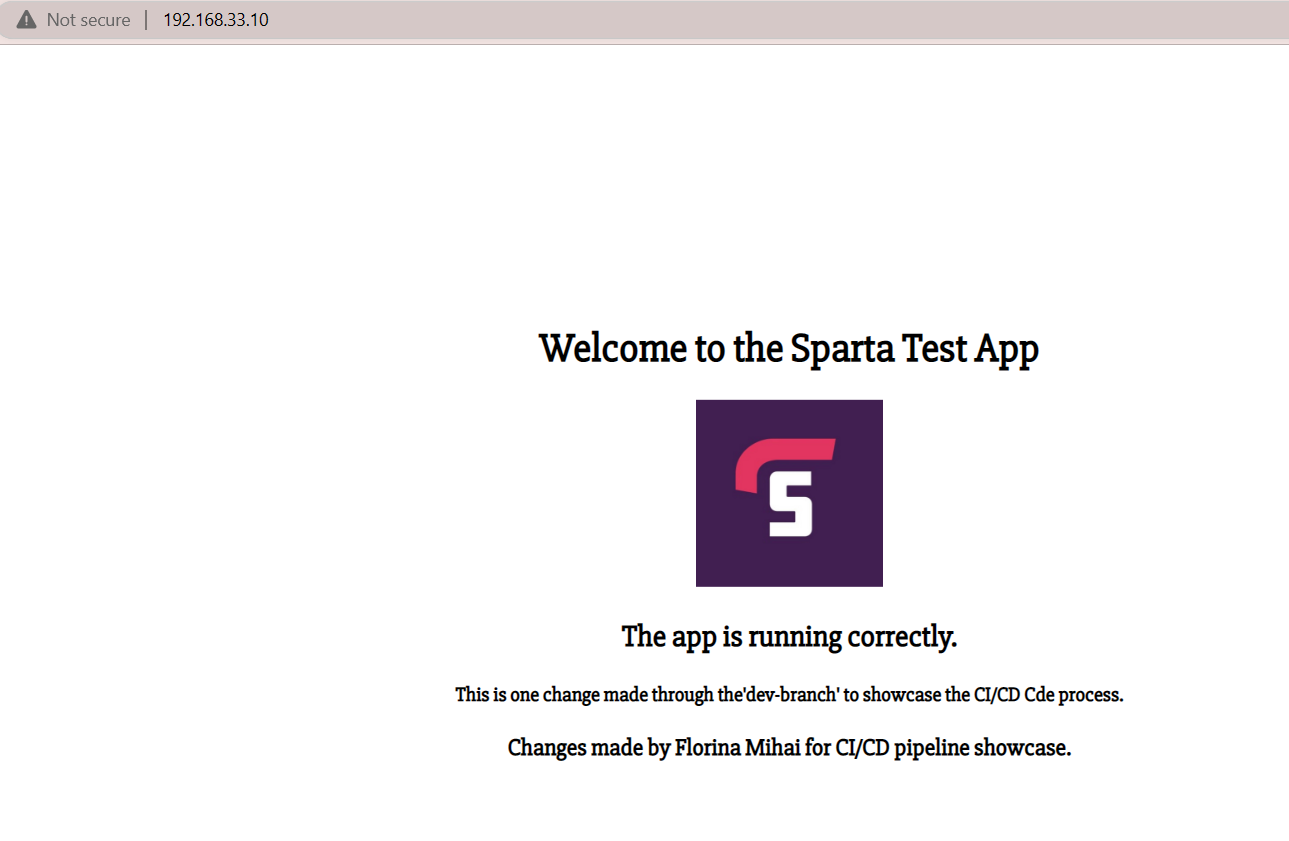 Not secure | 192.168.33.10
Welcome to the Sparta Test App
S
The app is running correctly.
This is one change made through the'dev-branch' to showcase the CI/CD Cde process.
Changes made by Florina Mihai for CI/CD pipeline showcase.